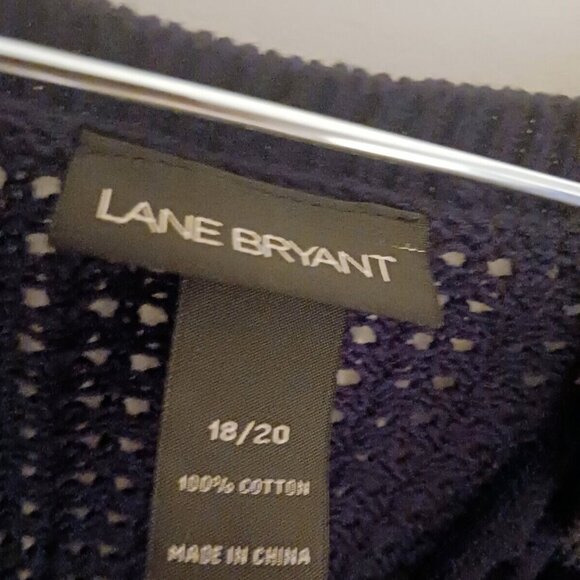 LANE BRYANT
18/20
100% COTTON
MADE IN CHINA